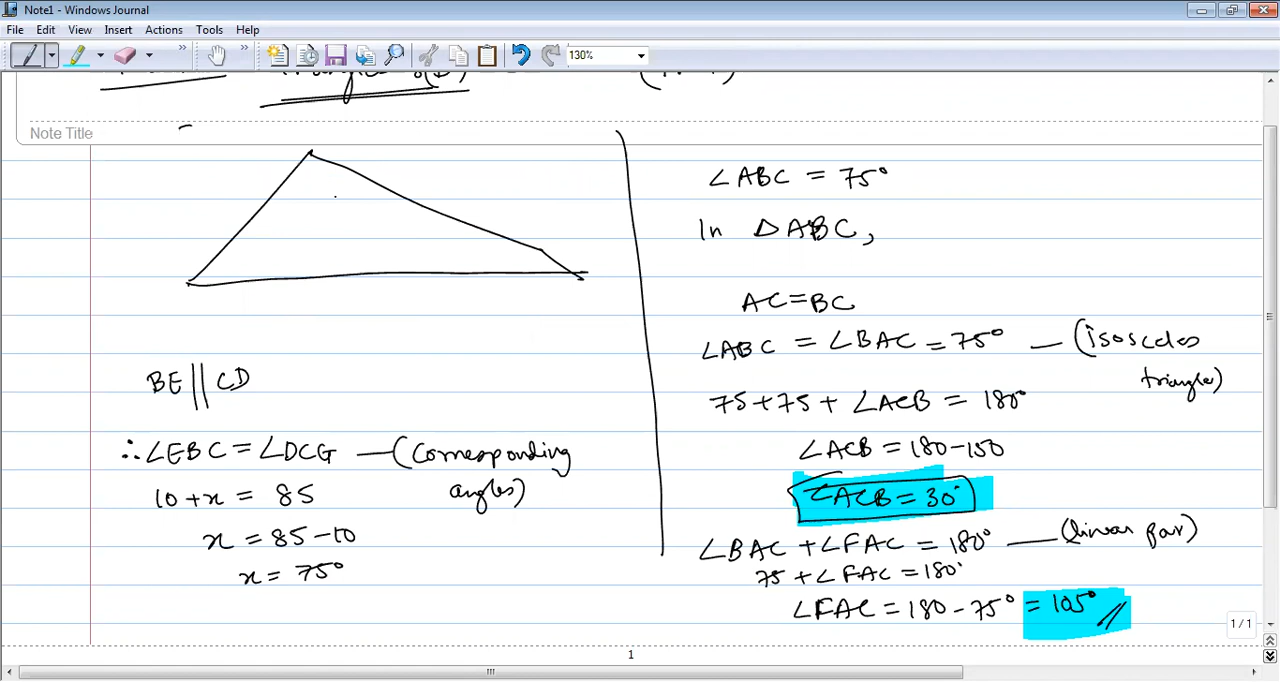 Note1 - Windows Journal
File Edit View Insert Actions Tools Help
130%
Note Title
BE || CD
∴ ∠EBC = ∠DCG — (Corresponding
angles)
10 + x = 85
x = 85 - 10
x = 75°
∠ABC = 75°
In △ABC,
AC = BC
∠ABC = ∠BAC = 75° — (isosceles
triangle)
75 + 75 + ∠ACB = 180°
∠ACB = 180 - 150
∠ACB = 30°
∠BAC + ∠FAC = 180° — (linear pair)
75 + ∠FAC = 180°
∠FAC = 180 - 75° = 105°
1 / 1
1